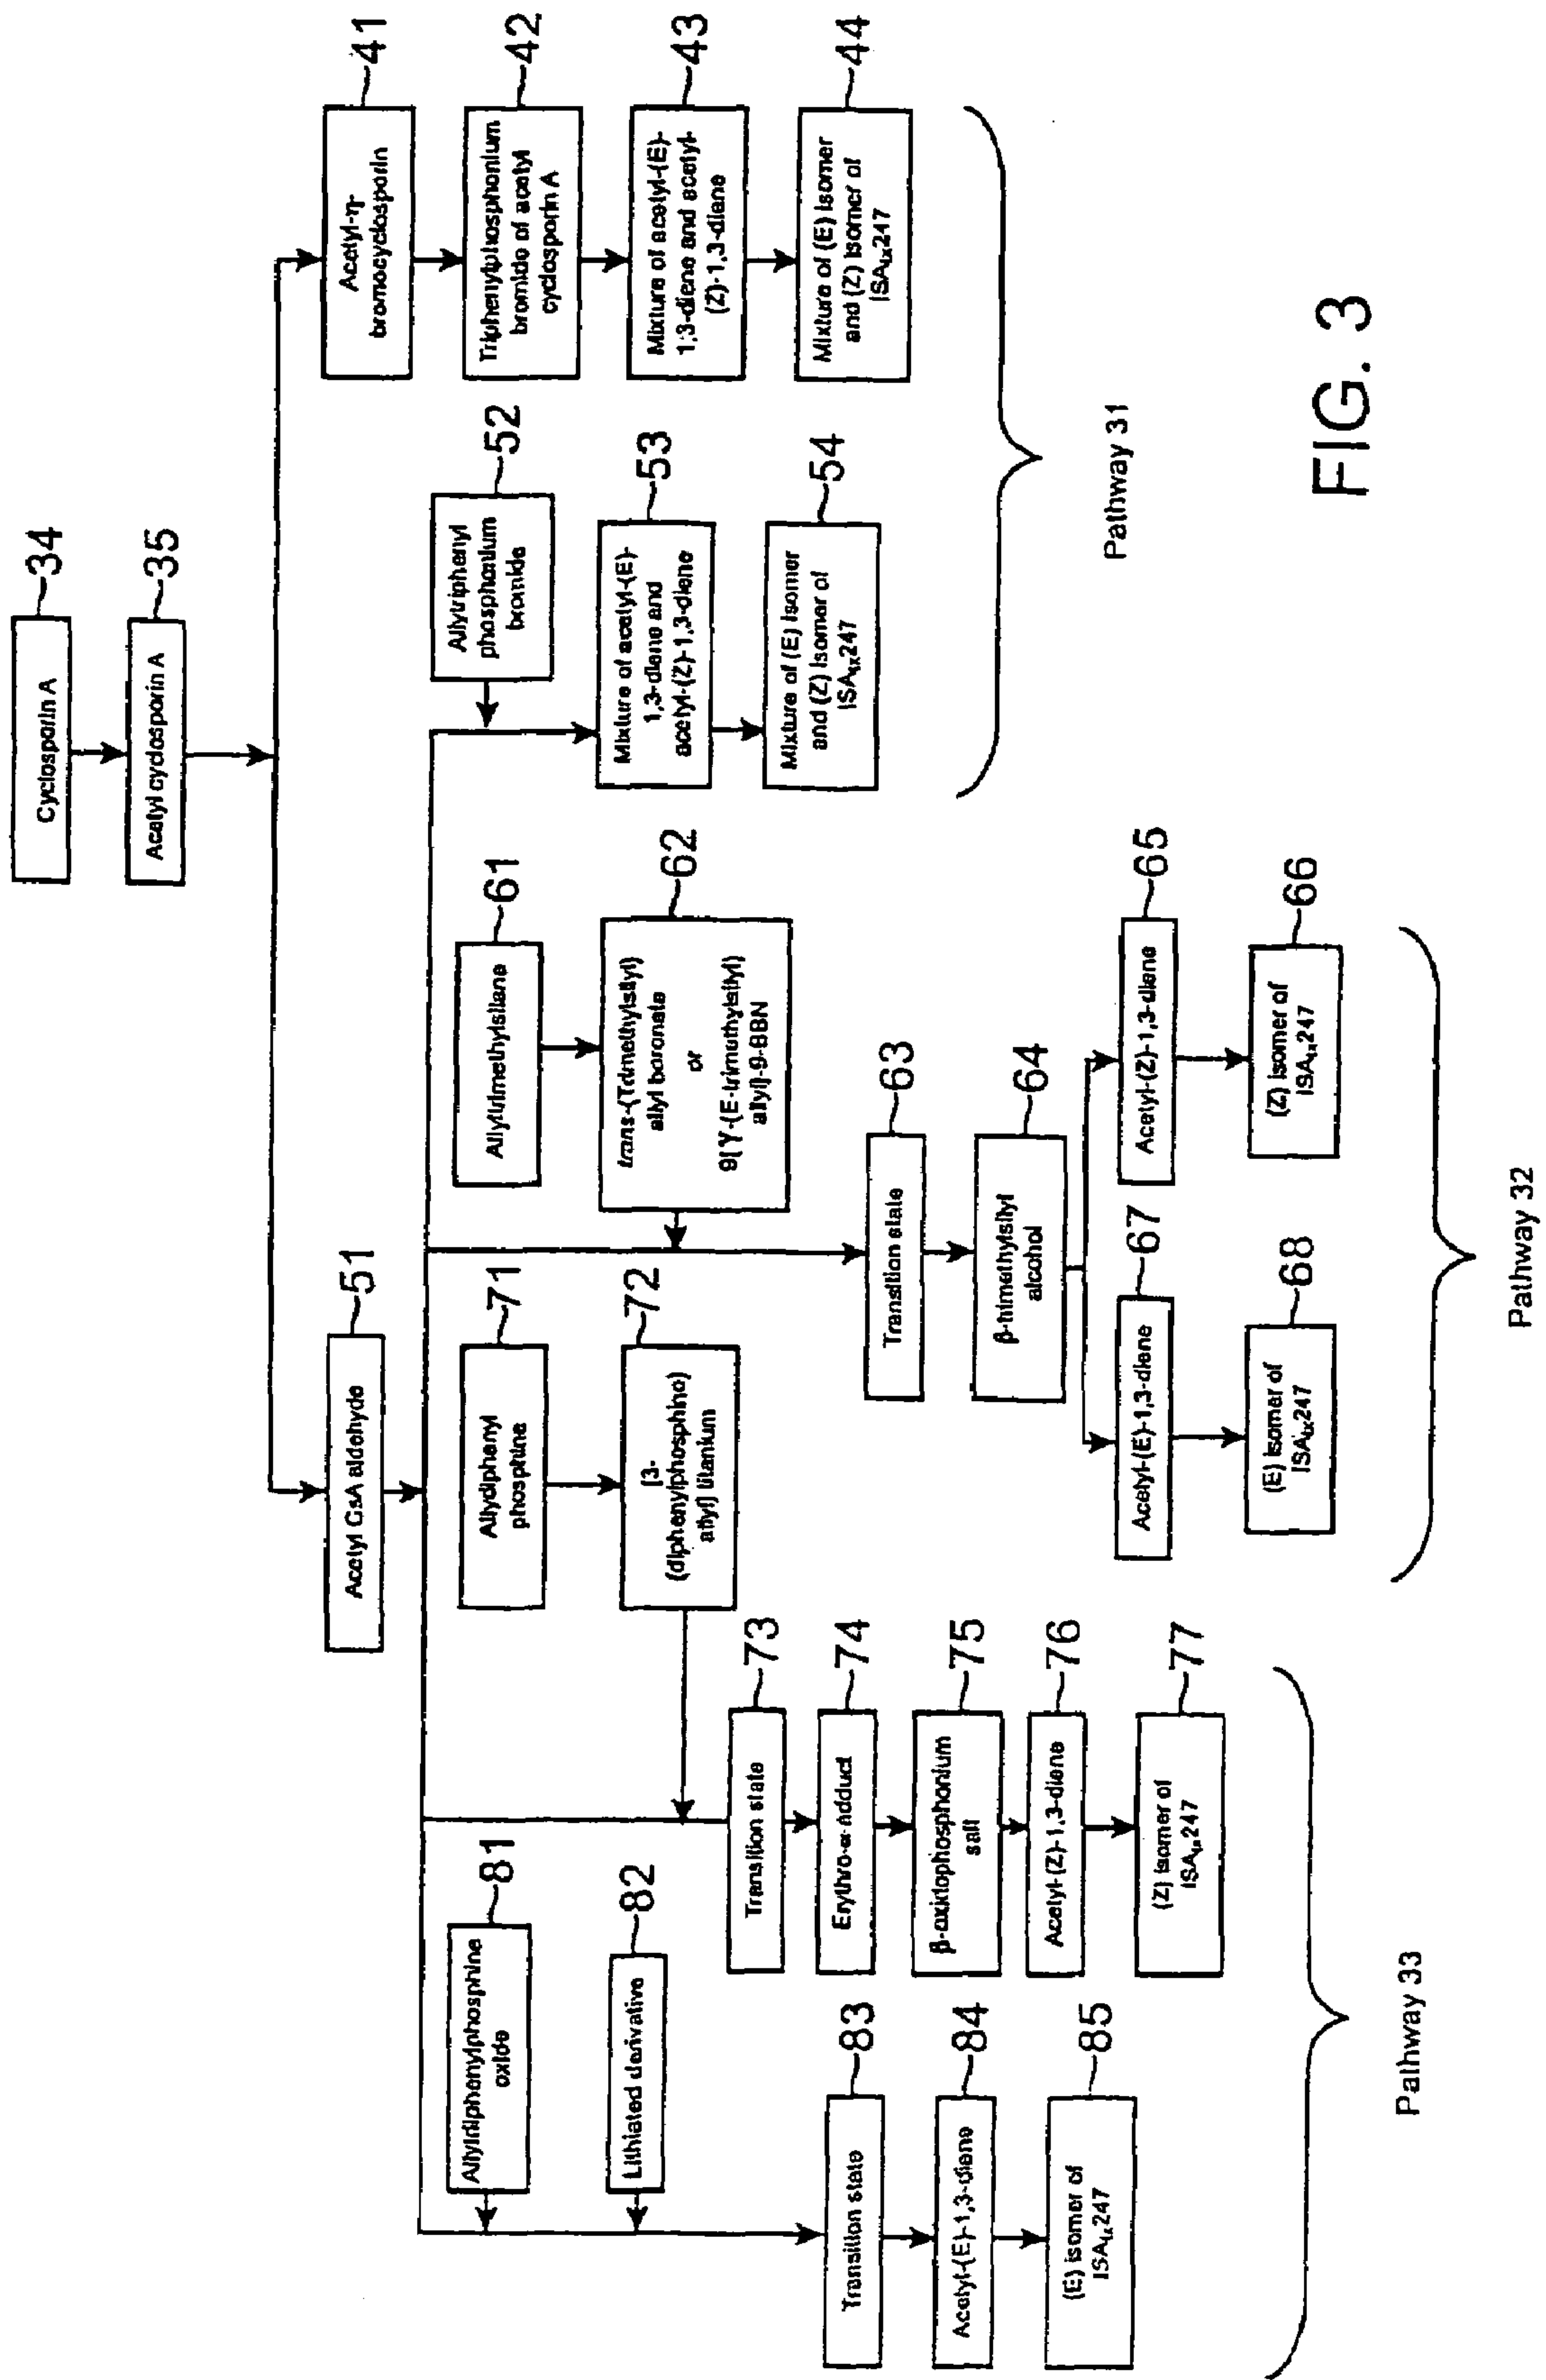 Cyclosporin A
34
Acetyl cyclosporin A
35
Acetyl-η-
bromocyclosporin
41
Triphenylphosphonium
bromide of acetyl
cyclosporin A
42
Mixture of acetyl-(E)-
1,3-diene and acetyl-
(Z)-1,3-diene
43
Mixture of (E) isomer
and (Z) isomer of
ISAtx247
44
Acetyl CsA aldehyde
51
Allyltriphenyl
phosphonium
bromide
52
Mixture of acetyl-(E)-
1,3-diene and
acetyl-(Z)-1,3-diene
53
Mixture of (E) isomer
and (Z) isomer of
ISAtx247
54
Pathway 31
Allyltrimethylsilane
61
trans-(Trimethylsilyl)
allyl boronate
or
9(γ-(E-trimethylsilyl)
allyl)-9-BBN
62
Transition state
63
β-trimethylsilyl
alcohol
64
Acetyl-(Z)-1,3-diene
65
(Z) isomer of
ISAtx247
66
Acetyl-(E)-1,3-diene
67
(E) isomer of
ISAtx247
68
Pathway 32
Allyldiphenyl
phosphine
71
[3-
(diphenylphosphino)
allyl] titanium
72
Transition state
73
Erythro-α-adduct
74
β-oxidophosphonium
salt
75
Acetyl-(Z)-1,3-diene
76
(Z) isomer of
ISAtx247
77
Allyldiphenylphosphine
oxide
81
Lithiated derivative
82
Transition state
83
Acetyl-(E)-1,3-diene
84
(E) isomer of
ISAtx247
85
Pathway 33
FIG. 3